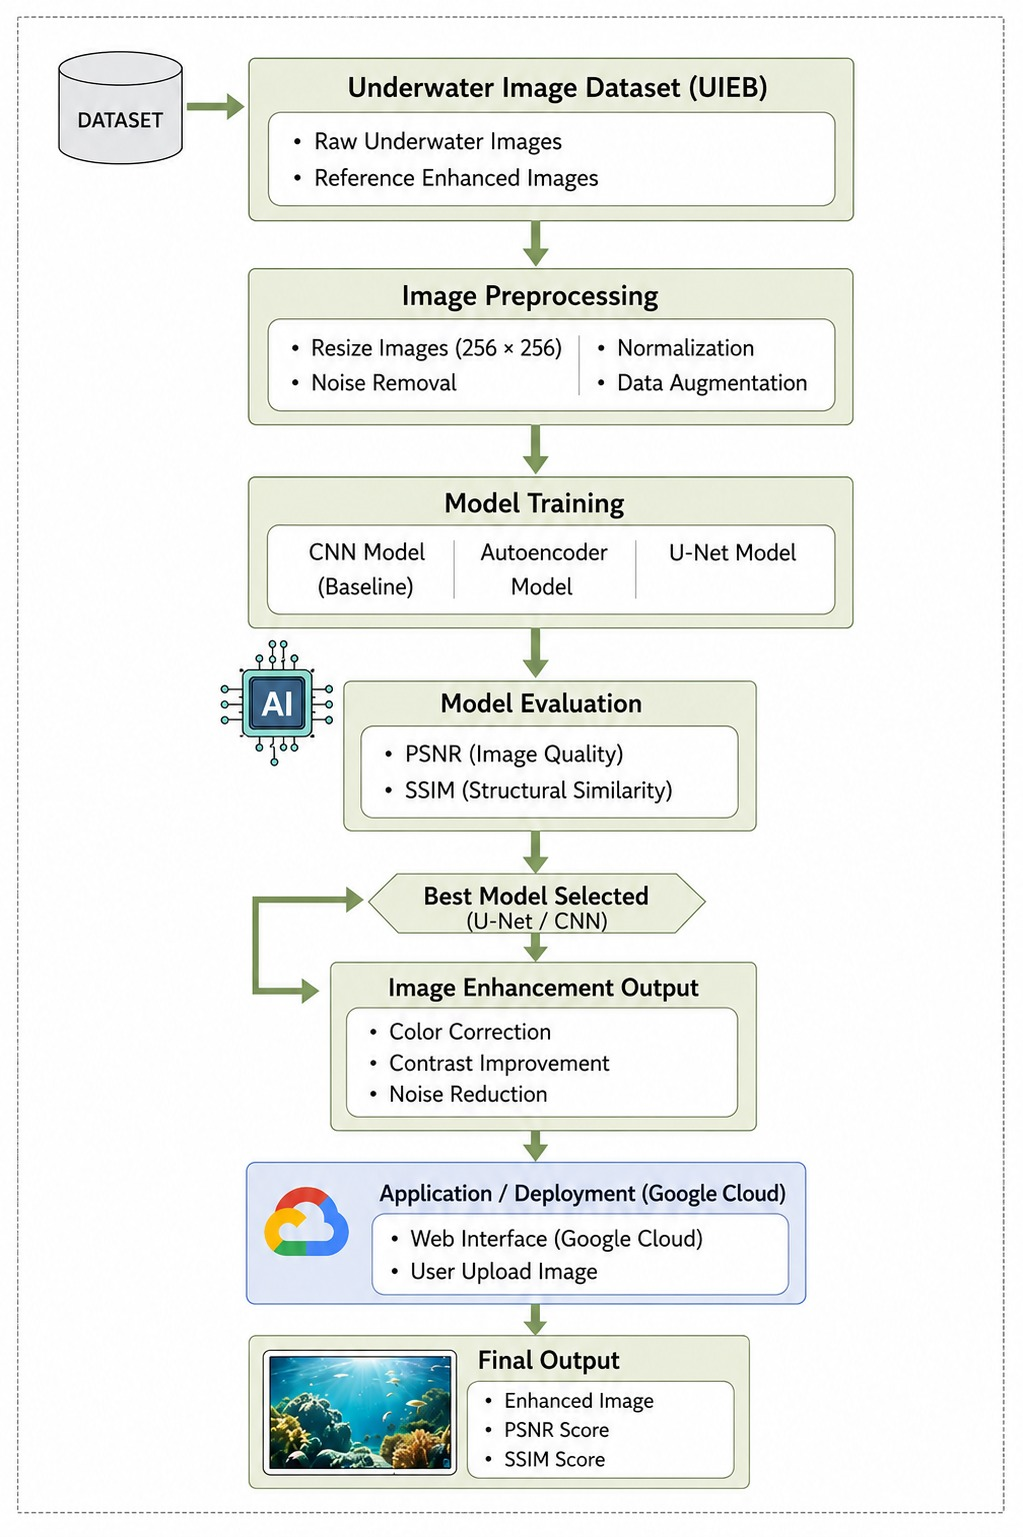 DATASET
Underwater Image Dataset (UIEB)
• Raw Underwater Images
• Reference Enhanced Images
Image Preprocessing
• Resize Images (256 × 256)
• Noise Removal
• Normalization
• Data Augmentation
Model Training
CNN Model
(Baseline)
Autoencoder
Model
U-Net Model
AI
Model Evaluation
• PSNR (Image Quality)
• SSIM (Structural Similarity)
Best Model Selected
(U-Net / CNN)
Image Enhancement Output
• Color Correction
• Contrast Improvement
• Noise Reduction
Application / Deployment (Google Cloud)
• Web Interface (Google Cloud)
• User Upload Image
Final Output
• Enhanced Image
• PSNR Score
• SSIM Score